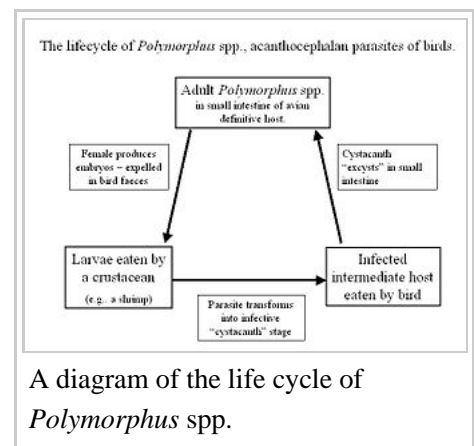 The lifecycle of Polymorphus spp., acanthocephalan parasites of birds.
Adult Polymorphus spp.
in small intestine of avian
definitive host.
Female produces
embryos – expelled
in bird faeces
Cystacanth
"excysts" in small
intestine
Larvae eaten by
a crustacean
(e.g.. a shrimp)
Infected
intermediate host
eaten by bird
Parasite transforms
into infective
"cystacanth" stage
A diagram of the life cycle of
Polymorphus spp.